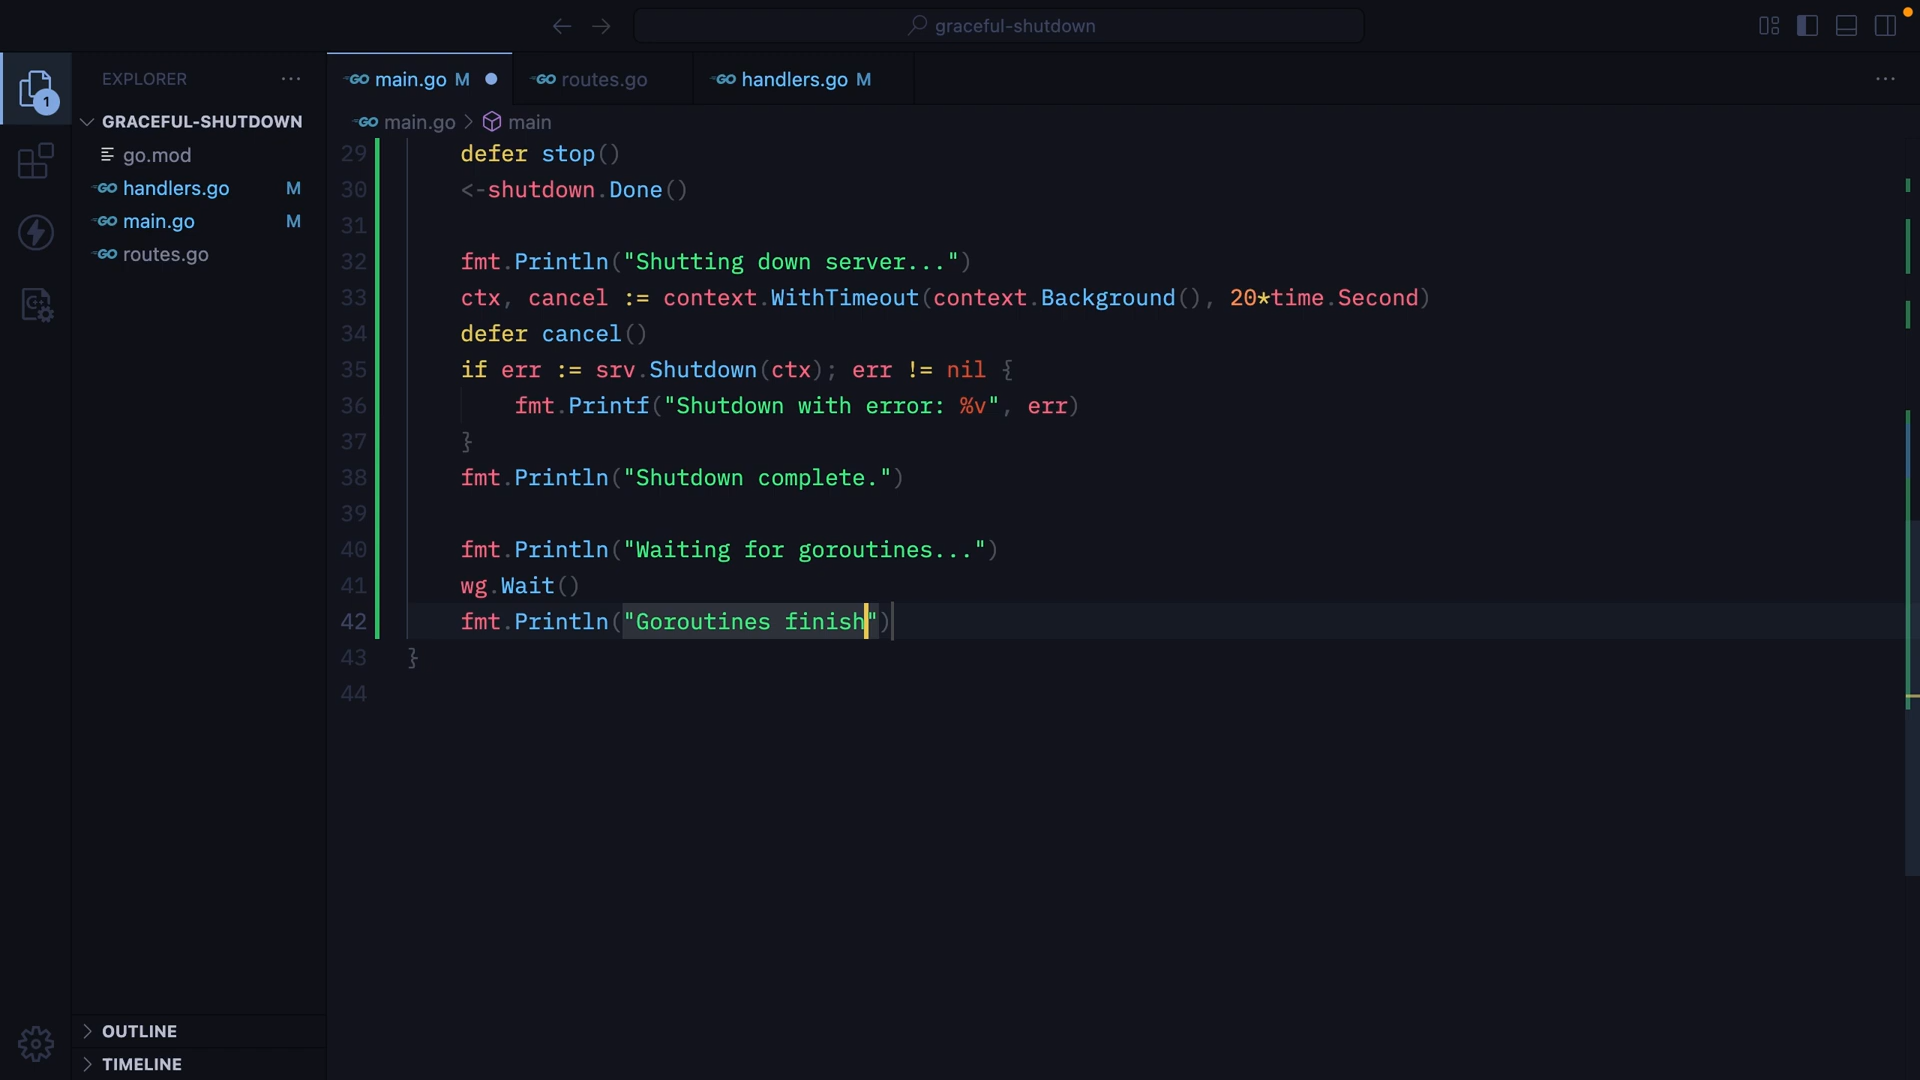 graceful-shutdown
EXPLORER
main.go M
routes.go
handlers.go M
1
GRACEFUL-SHUTDOWN
go.mod
handlers.go M
main.go M
routes.go
main.go > main
29 defer stop()
30 <-shutdown.Done()
31
32 fmt.Println("Shutting down server...")
33 ctx, cancel := context.WithTimeout(context.Background(), 20*time.Second)
34 defer cancel()
35 if err := srv.Shutdown(ctx); err != nil {
36 fmt.Printf("Shutdown with error: %v", err)
37 }
38 fmt.Println("Shutdown complete.")
39
40 fmt.Println("Waiting for goroutines...")
41 wg.Wait()
42 fmt.Println("Goroutines finish")
43 }
44
OUTLINE
TIMELINE